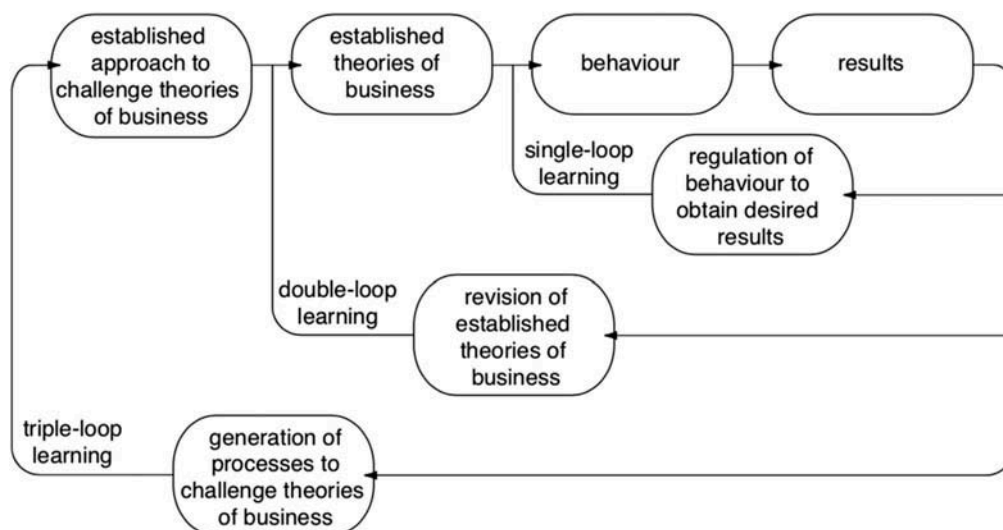 established
approach to
challenge theories
of business
established
theories of
business
behaviour
results
single-loop
learning
regulation of
behaviour to
obtain desired
results
double-loop
learning
revision of
established
theories of
business
triple-loop
learning
generation of
processes to
challenge theories
of business